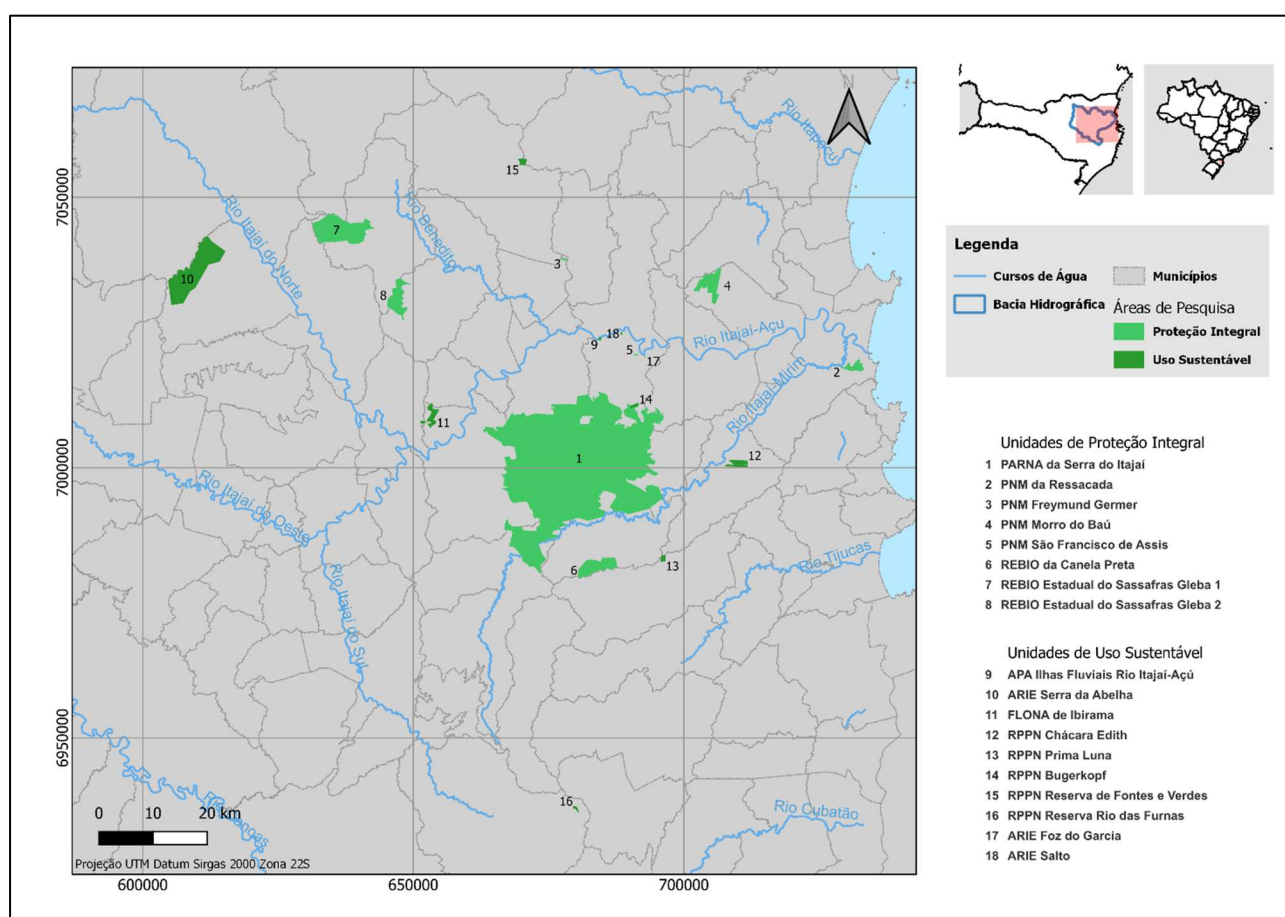 N
Rio Itapecu
15
Rio Itajaí do Norte
Rio Benedito
7
10
3
4
8
18
9
5
17
Rio Itajaí-Açu
2
14
Rio Itajaí-Mirim
11
12
1
Rio Itajaí do Oeste
13
6
Rio Tijucas
Rio Itajaí do Sul
16
Rio Cubatão
7050000
7000000
6950000
0 10 20 km
Projeção UTM Datum Sirgas 2000 Zona 22S
600000 650000 700000
Legenda
Cursos de Água
Municípios
Bacia Hidrográfica
Áreas de Pesquisa
Proteção Integral
Uso Sustentável
Unidades de Proteção Integral
1 PARNA da Serra do Itajaí
2 PNM da Ressacada
3 PNM Freymund Germer
4 PNM Morro do Baú
5 PNM São Francisco de Assis
6 REBIO da Canela Preta
7 REBIO Estadual do Sassafras Gleba 1
8 REBIO Estadual do Sassafras Gleba 2
Unidades de Uso Sustentável
9 APA Ilhas Fluviais Rio Itajaí-Açú
10 ARIE Serra da Abelha
11 FLONA de Ibirama
12 RPPN Chácara Edith
13 RPPN Prima Luna
14 RPPN Bugerkopf
15 RPPN Reserva de Fontes e Verdes
16 RPPN Reserva Rio das Furnas
17 ARIE Foz do Garcia
18 ARIE Salto